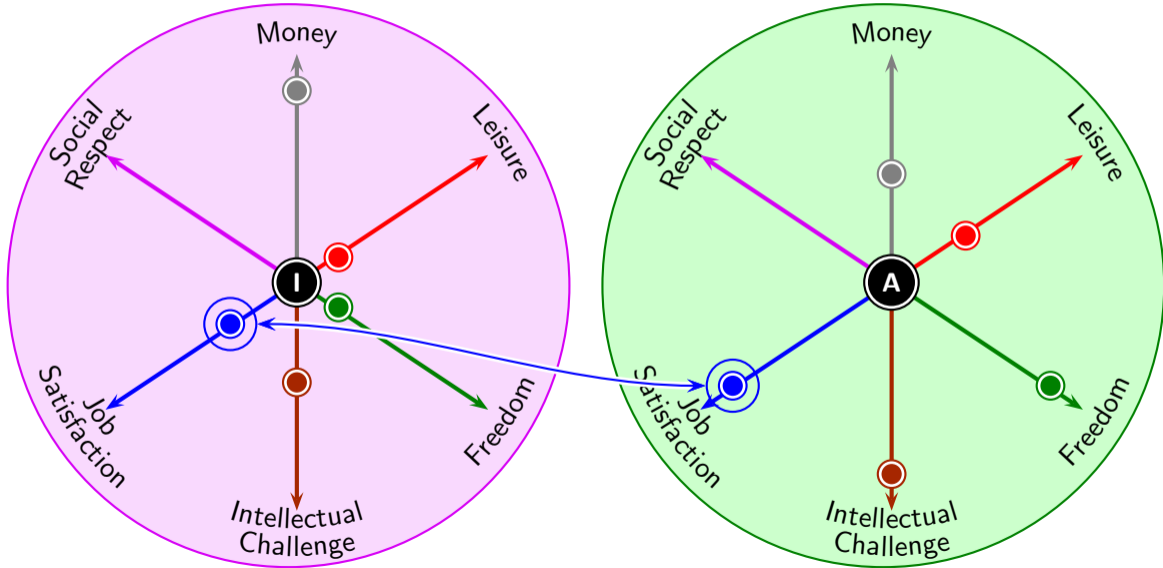 Money
Leisure
Social
Respect
I
Job
Satisfaction
Freedom
Intellectual
Challenge
Money
Leisure
Social
Respect
A
Job
Satisfaction
Freedom
Intellectual
Challenge